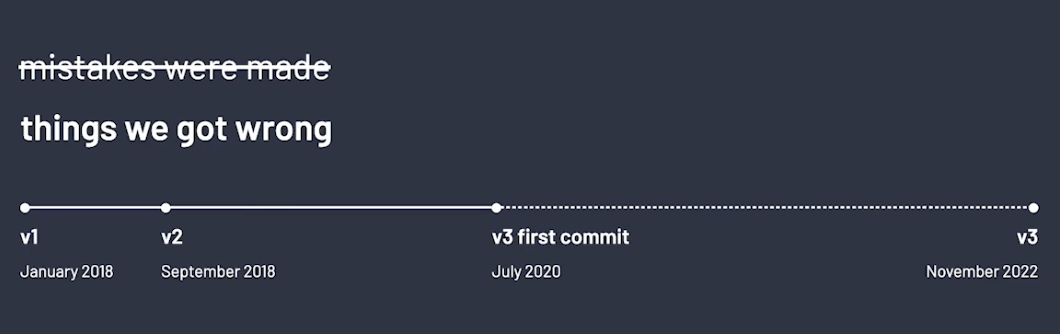 mistakes were made
things we got wrong
v1 v2 v3 first commit v3
January 2018 September 2018 July 2020 November 2022